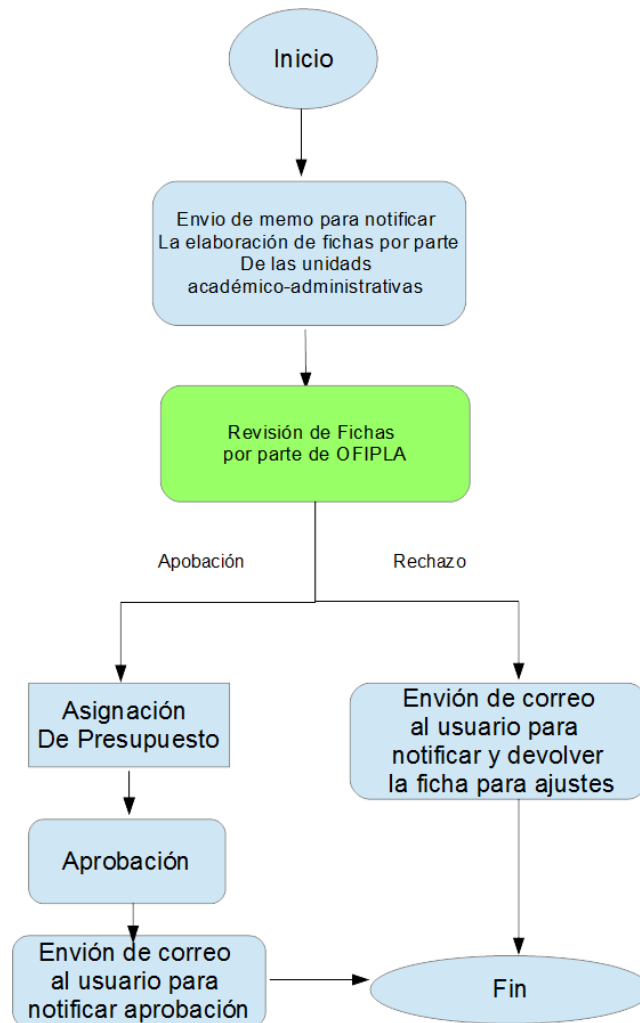 Inicio
Envio de memo para notificar
La elaboración de fichas por parte
De las unidads
académico-administrativas
Revisión de Fichas
por parte de OFIPLA
Apobación
Rechazo
Asignación
De Presupuesto
Envión de correo
al usuario para
notificar y devolver
la ficha para ajustes
Aprobación
Envión de correo
al usuario para
notificar aprobación
Fin